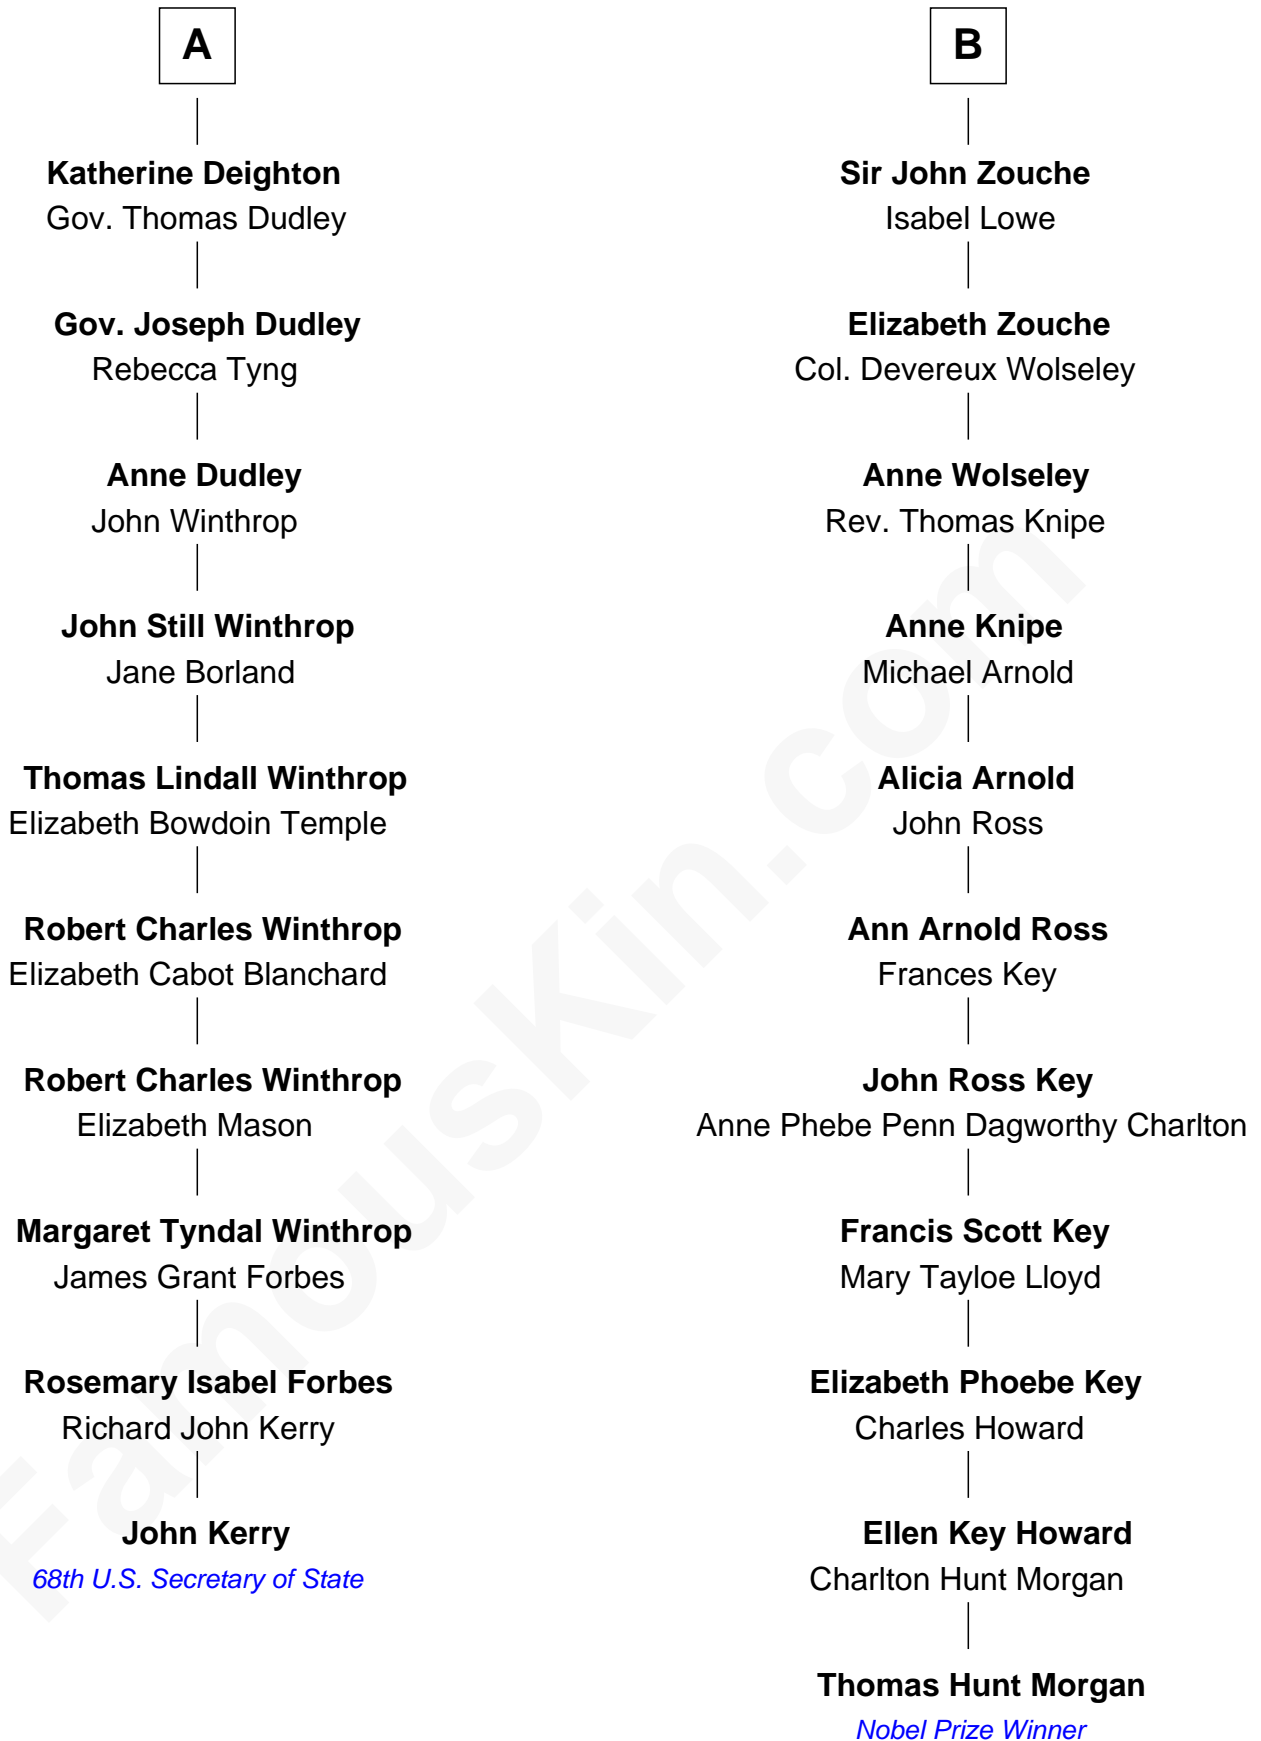 A
Katherine Deighton
Gov. Thomas Dudley
Gov. Joseph Dudley
Rebecca Tyng
Anne Dudley
John Winthrop
John Still Winthrop
Jane Borland
Thomas Lindall Winthrop
Elizabeth Bowdoin Temple
Robert Charles Winthrop
Elizabeth Cabot Blanchard
Robert Charles Winthrop
Elizabeth Mason
Margaret Tyndal Winthrop
James Grant Forbes
Rosemary Isabel Forbes
Richard John Kerry
John Kerry
68th U.S. Secretary of State
B
Sir John Zouche
Isabel Lowe
Elizabeth Zouche
Col. Devereux Wolseley
Anne Wolseley
Rev. Thomas Knipe
Anne Knipe
Michael Arnold
Alicia Arnold
John Ross
Ann Arnold Ross
Frances Key
John Ross Key
Anne Phebe Penn Dagworthy Charlton
Francis Scott Key
Mary Tayloe Lloyd
Elizabeth Phoebe Key
Charles Howard
Ellen Key Howard
Charlton Hunt Morgan
Thomas Hunt Morgan
Nobel Prize Winner
FamousKin.com